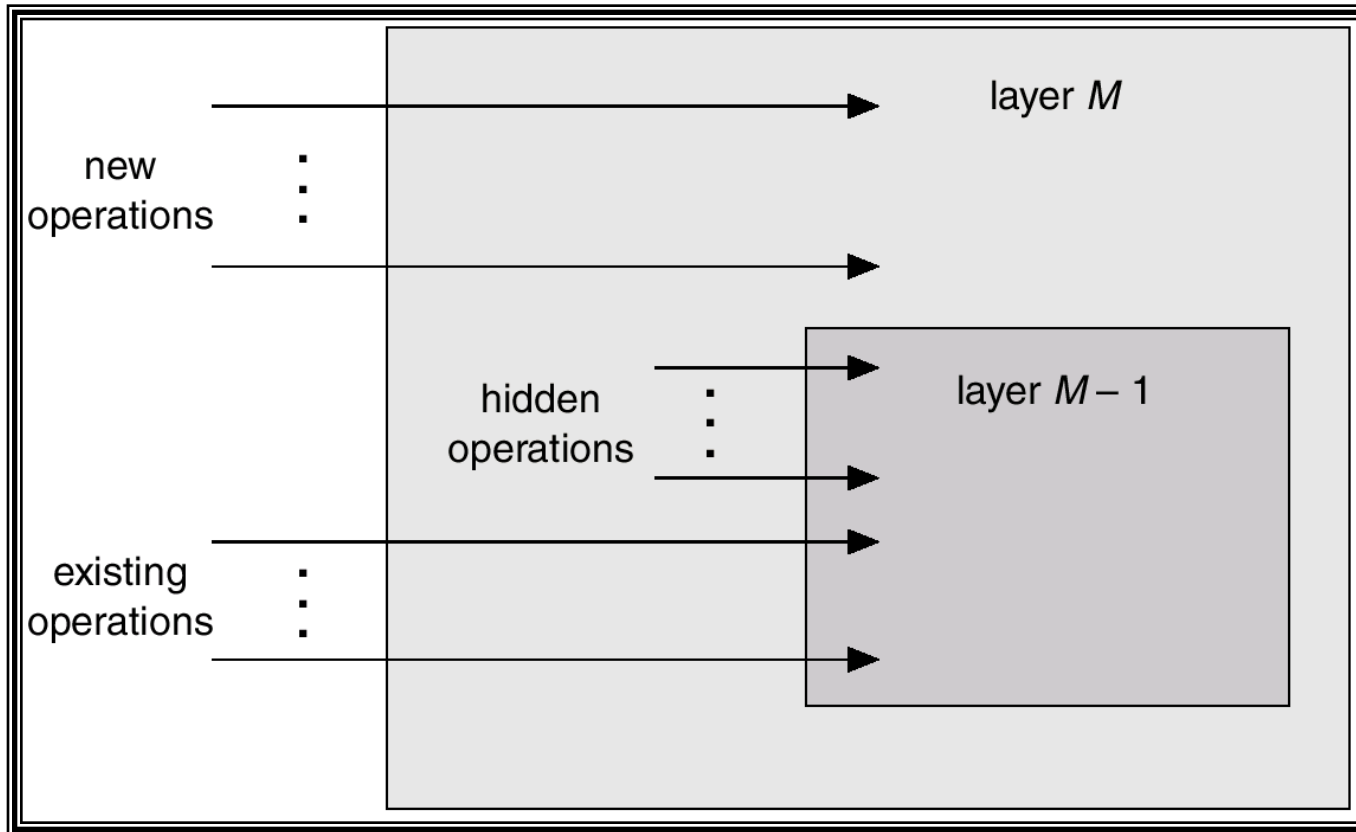 layer M
new
operations
hidden
operations
layer M – 1
existing
operations